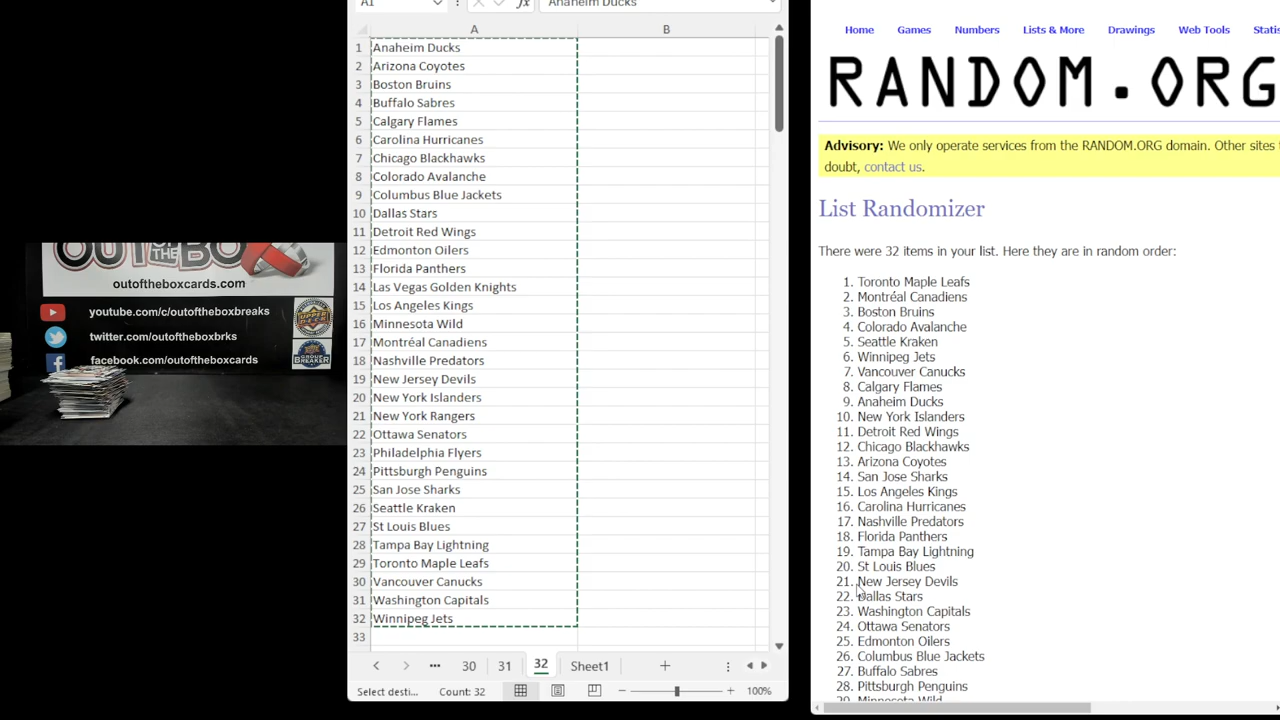 OUT OF THE BOX
outoftheboxcards.com
youtube.com/c/outoftheboxbreaks
twitter.com/outoftheboxbrks
facebook.com/outoftheboxcards
UPPER DECK
GROUP BREAKER
A1
fx
Anaheim Ducks
A B
1 Anaheim Ducks
2 Arizona Coyotes
3 Boston Bruins
4 Buffalo Sabres
5 Calgary Flames
6 Carolina Hurricanes
7 Chicago Blackhawks
8 Colorado Avalanche
9 Columbus Blue Jackets
10 Dallas Stars
11 Detroit Red Wings
12 Edmonton Oilers
13 Florida Panthers
14 Las Vegas Golden Knights
15 Los Angeles Kings
16 Minnesota Wild
17 Montréal Canadiens
18 Nashville Predators
19 New Jersey Devils
20 New York Islanders
21 New York Rangers
22 Ottawa Senators
23 Philadelphia Flyers
24 Pittsburgh Penguins
25 San Jose Sharks
26 Seattle Kraken
27 St Louis Blues
28 Tampa Bay Lightning
29 Toronto Maple Leafs
30 Vancouver Canucks
31 Washington Capitals
32 Winnipeg Jets
33
... 30 31 32 Sheet1 +
Select desti... Count: 32 100%
Home Games Numbers Lists & More Drawings Web Tools Statis
RANDOM.ORG
Advisory: We only operate services from the RANDOM.ORG domain. Other sites t
doubt, contact us.
List Randomizer
There were 32 items in your list. Here they are in random order:
1. Toronto Maple Leafs
2. Montréal Canadiens
3. Boston Bruins
4. Colorado Avalanche
5. Seattle Kraken
6. Winnipeg Jets
7. Vancouver Canucks
8. Calgary Flames
9. Anaheim Ducks
10. New York Islanders
11. Detroit Red Wings
12. Chicago Blackhawks
13. Arizona Coyotes
14. San Jose Sharks
15. Los Angeles Kings
16. Carolina Hurricanes
17. Nashville Predators
18. Florida Panthers
19. Tampa Bay Lightning
20. St Louis Blues
21. New Jersey Devils
22. Dallas Stars
23. Washington Capitals
24. Ottawa Senators
25. Edmonton Oilers
26. Columbus Blue Jackets
27. Buffalo Sabres
28. Pittsburgh Penguins
29. Minnesota Wild